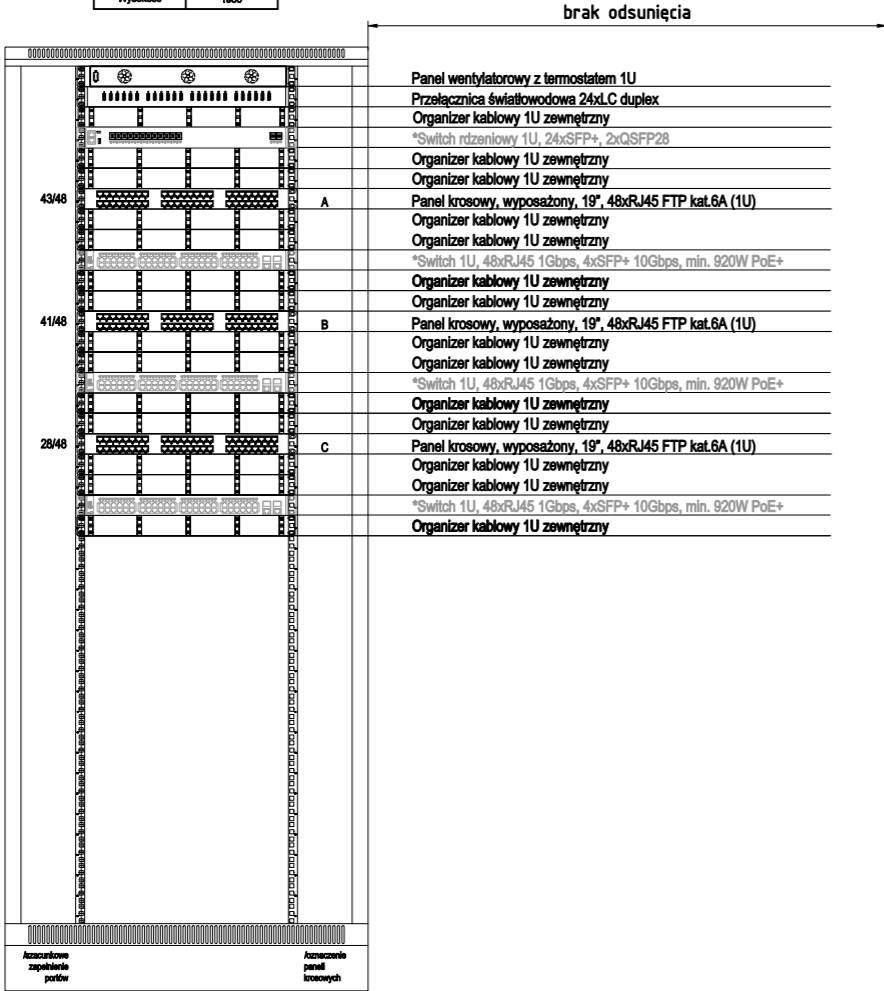 Wysokość 1980
brak odsunięcia
Panel wentylatorowy z termostatem 1U
Przełącznica światłowodowa 24xLC duplex
Organizer kablowy 1U zewnętrzny
*Switch rdzeniowy 1U, 24xSFP+, 2xQSFP28
Organizer kablowy 1U zewnętrzny
Organizer kablowy 1U zewnętrzny
43/48 A Panel krosowy, wyposażony, 19", 48xRJ45 FTP kat.6A (1U)
Organizer kablowy 1U zewnętrzny
Organizer kablowy 1U zewnętrzny
*Switch 1U, 48xRJ45 1Gbps, 4xSFP+ 10Gbps, min. 920W PoE+
Organizer kablowy 1U zewnętrzny
Organizer kablowy 1U zewnętrzny
41/48 B Panel krosowy, wyposażony, 19", 48xRJ45 FTP kat.6A (1U)
Organizer kablowy 1U zewnętrzny
Organizer kablowy 1U zewnętrzny
*Switch 1U, 48xRJ45 1Gbps, 4xSFP+ 10Gbps, min. 920W PoE+
Organizer kablowy 1U zewnętrzny
Organizer kablowy 1U zewnętrzny
28/48 C Panel krosowy, wyposażony, 19", 48xRJ45 FTP kat.6A (1U)
Organizer kablowy 1U zewnętrzny
Organizer kablowy 1U zewnętrzny
*Switch 1U, 48xRJ45 1Gbps, 4xSFP+ 10Gbps, min. 920W PoE+
Organizer kablowy 1U zewnętrzny
/szacunkowe
zapełnienie
portów
/oznaczenie
paneli
krosowych